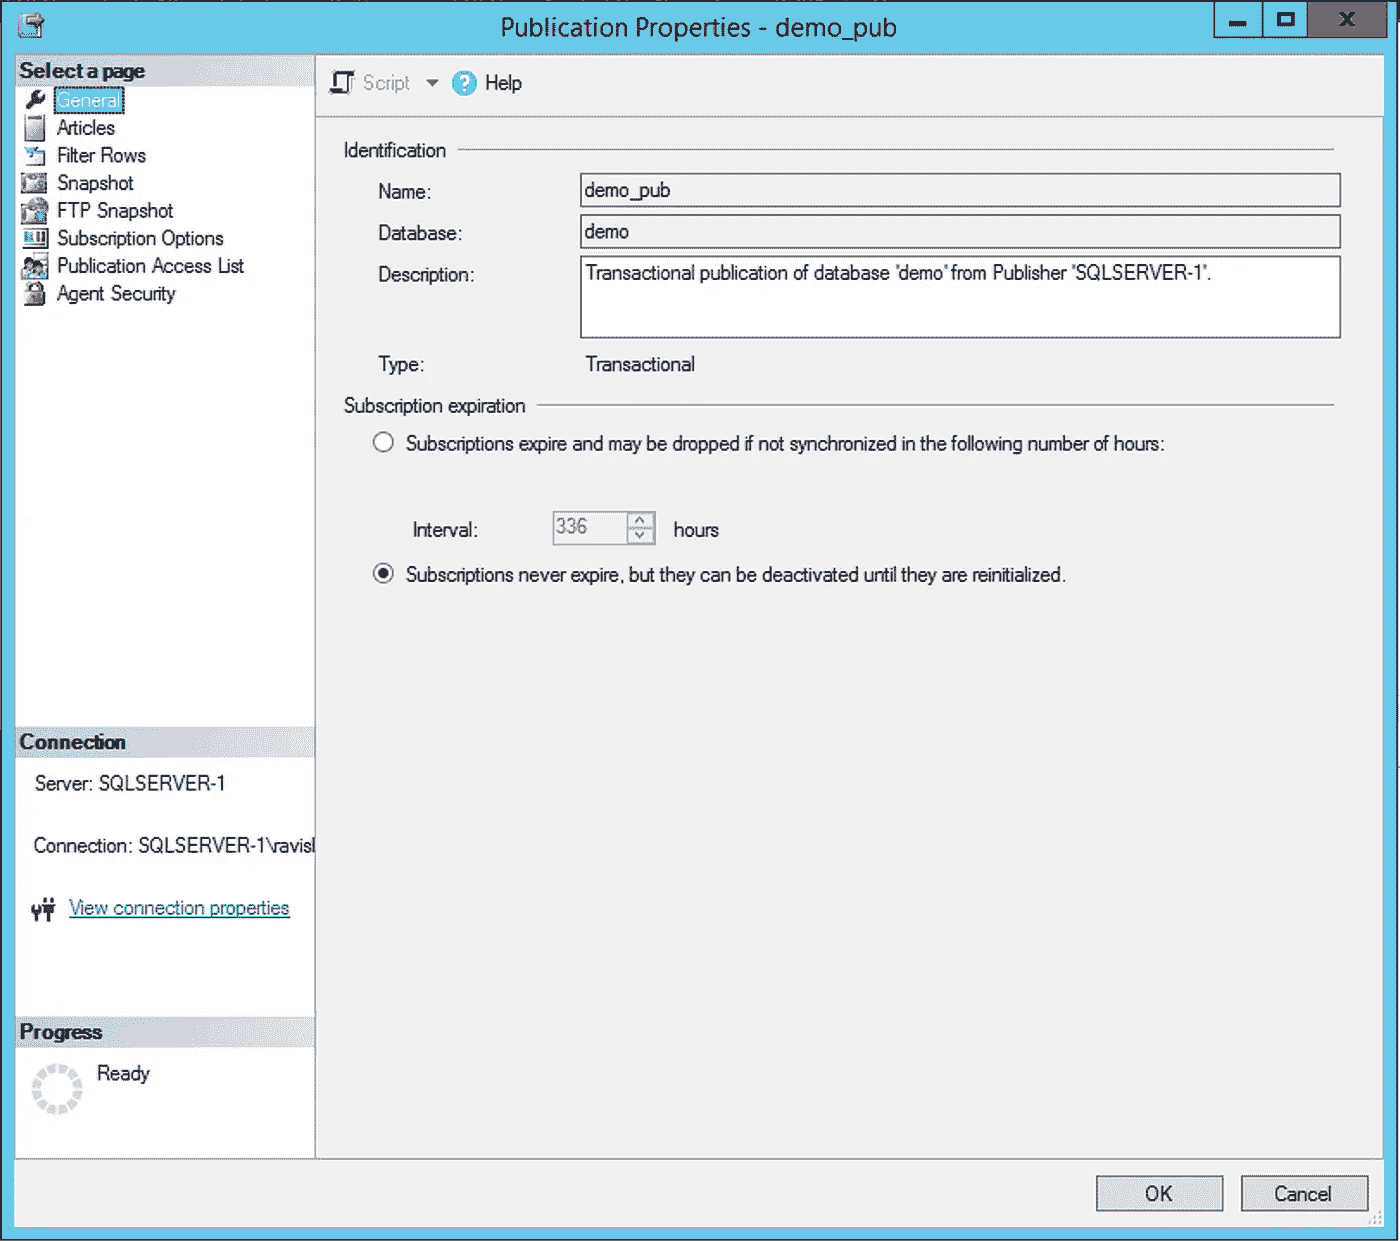 Publication Properties - demo_pub
Select a page
General
Articles
Filter Rows
Snapshot
FTP Snapshot
Subscription Options
Publication Access List
Agent Security
Script
Help
Identification
Name:
demo_pub
Database:
demo
Description:
Transactional publication of database 'demo' from Publisher 'SQLSERVER-1'.
Type:
Transactional
Subscription expiration
Subscriptions expire and may be dropped if not synchronized in the following number of hours:
Interval:
336
hours
Subscriptions never expire, but they can be deactivated until they are reinitialized.
Connection
Server: SQLSERVER-1
Connection: SQLSERVER-1\ravisl
View connection properties
Progress
Ready
OK
Cancel